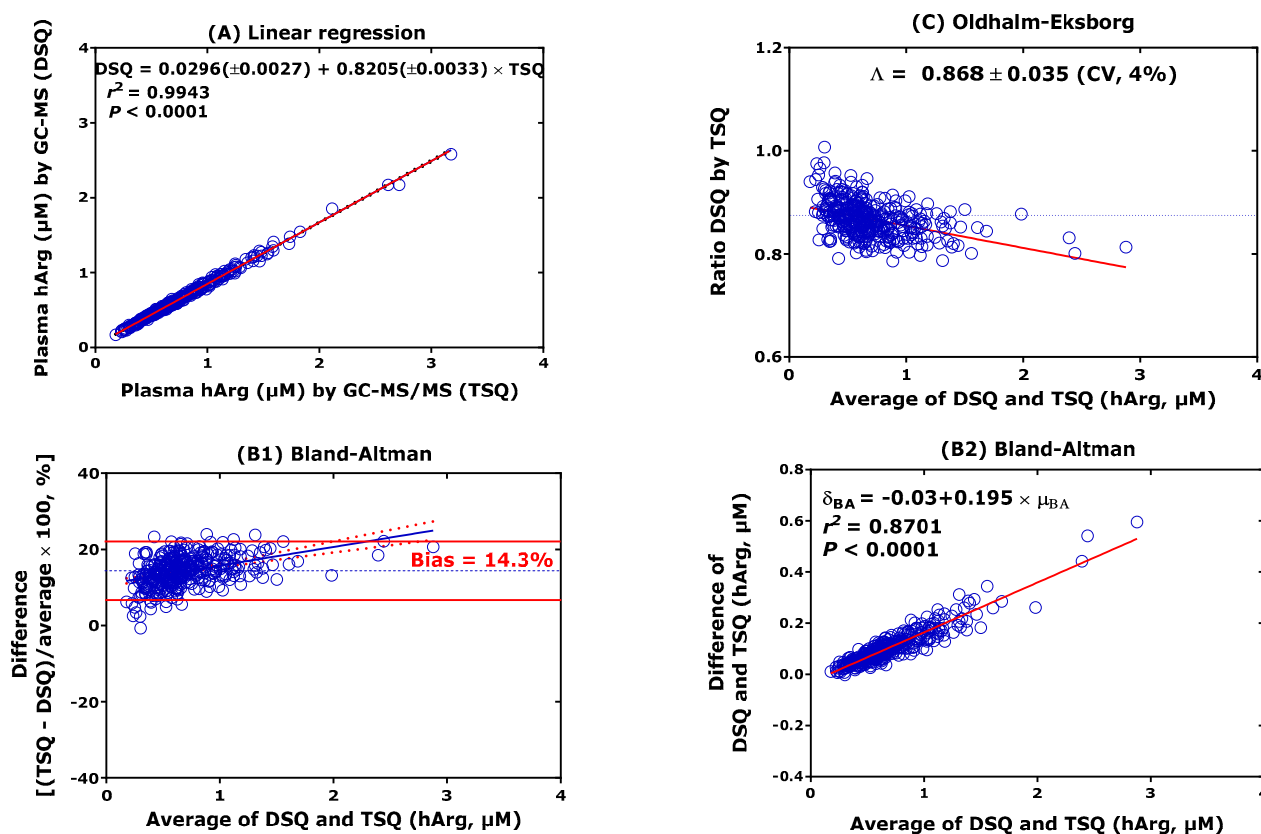 (A) Linear regression
DSQ = 0.0296(±0.0027) + 0.8205(±0.0033) × TSQ
r² = 0.9943
P < 0.0001
Plasma hArg (µM) by GC-MS (DSQ)
4
3
2
1
0
0 1 2 3 4
Plasma hArg (µM) by GC-MS/MS (TSQ)
(C) Oldhalm-Eksborg
Λ = 0.868 ± 0.035 (CV, 4%)
Ratio DSQ by TSQ
1.2
1.0
0.8
0.6
0 1 2 3 4
Average of DSQ and TSQ (hArg, µM)
(B1) Bland-Altman
Bias = 14.3%
Difference
[(TSQ - DSQ)/average × 100, %]
40
20
0
-20
-40
0 1 2 3 4
Average of DSQ and TSQ (hArg, µM)
(B2) Bland-Altman
δBA = -0.03+0.195 × µBA
r² = 0.8701
P < 0.0001
Difference of
DSQ and TSQ (hArg, µM)
0.8
0.6
0.4
0.2
0.0
-0.2
-0.4
0 1 2 3 4
Average of DSQ and TSQ (hArg, µM)